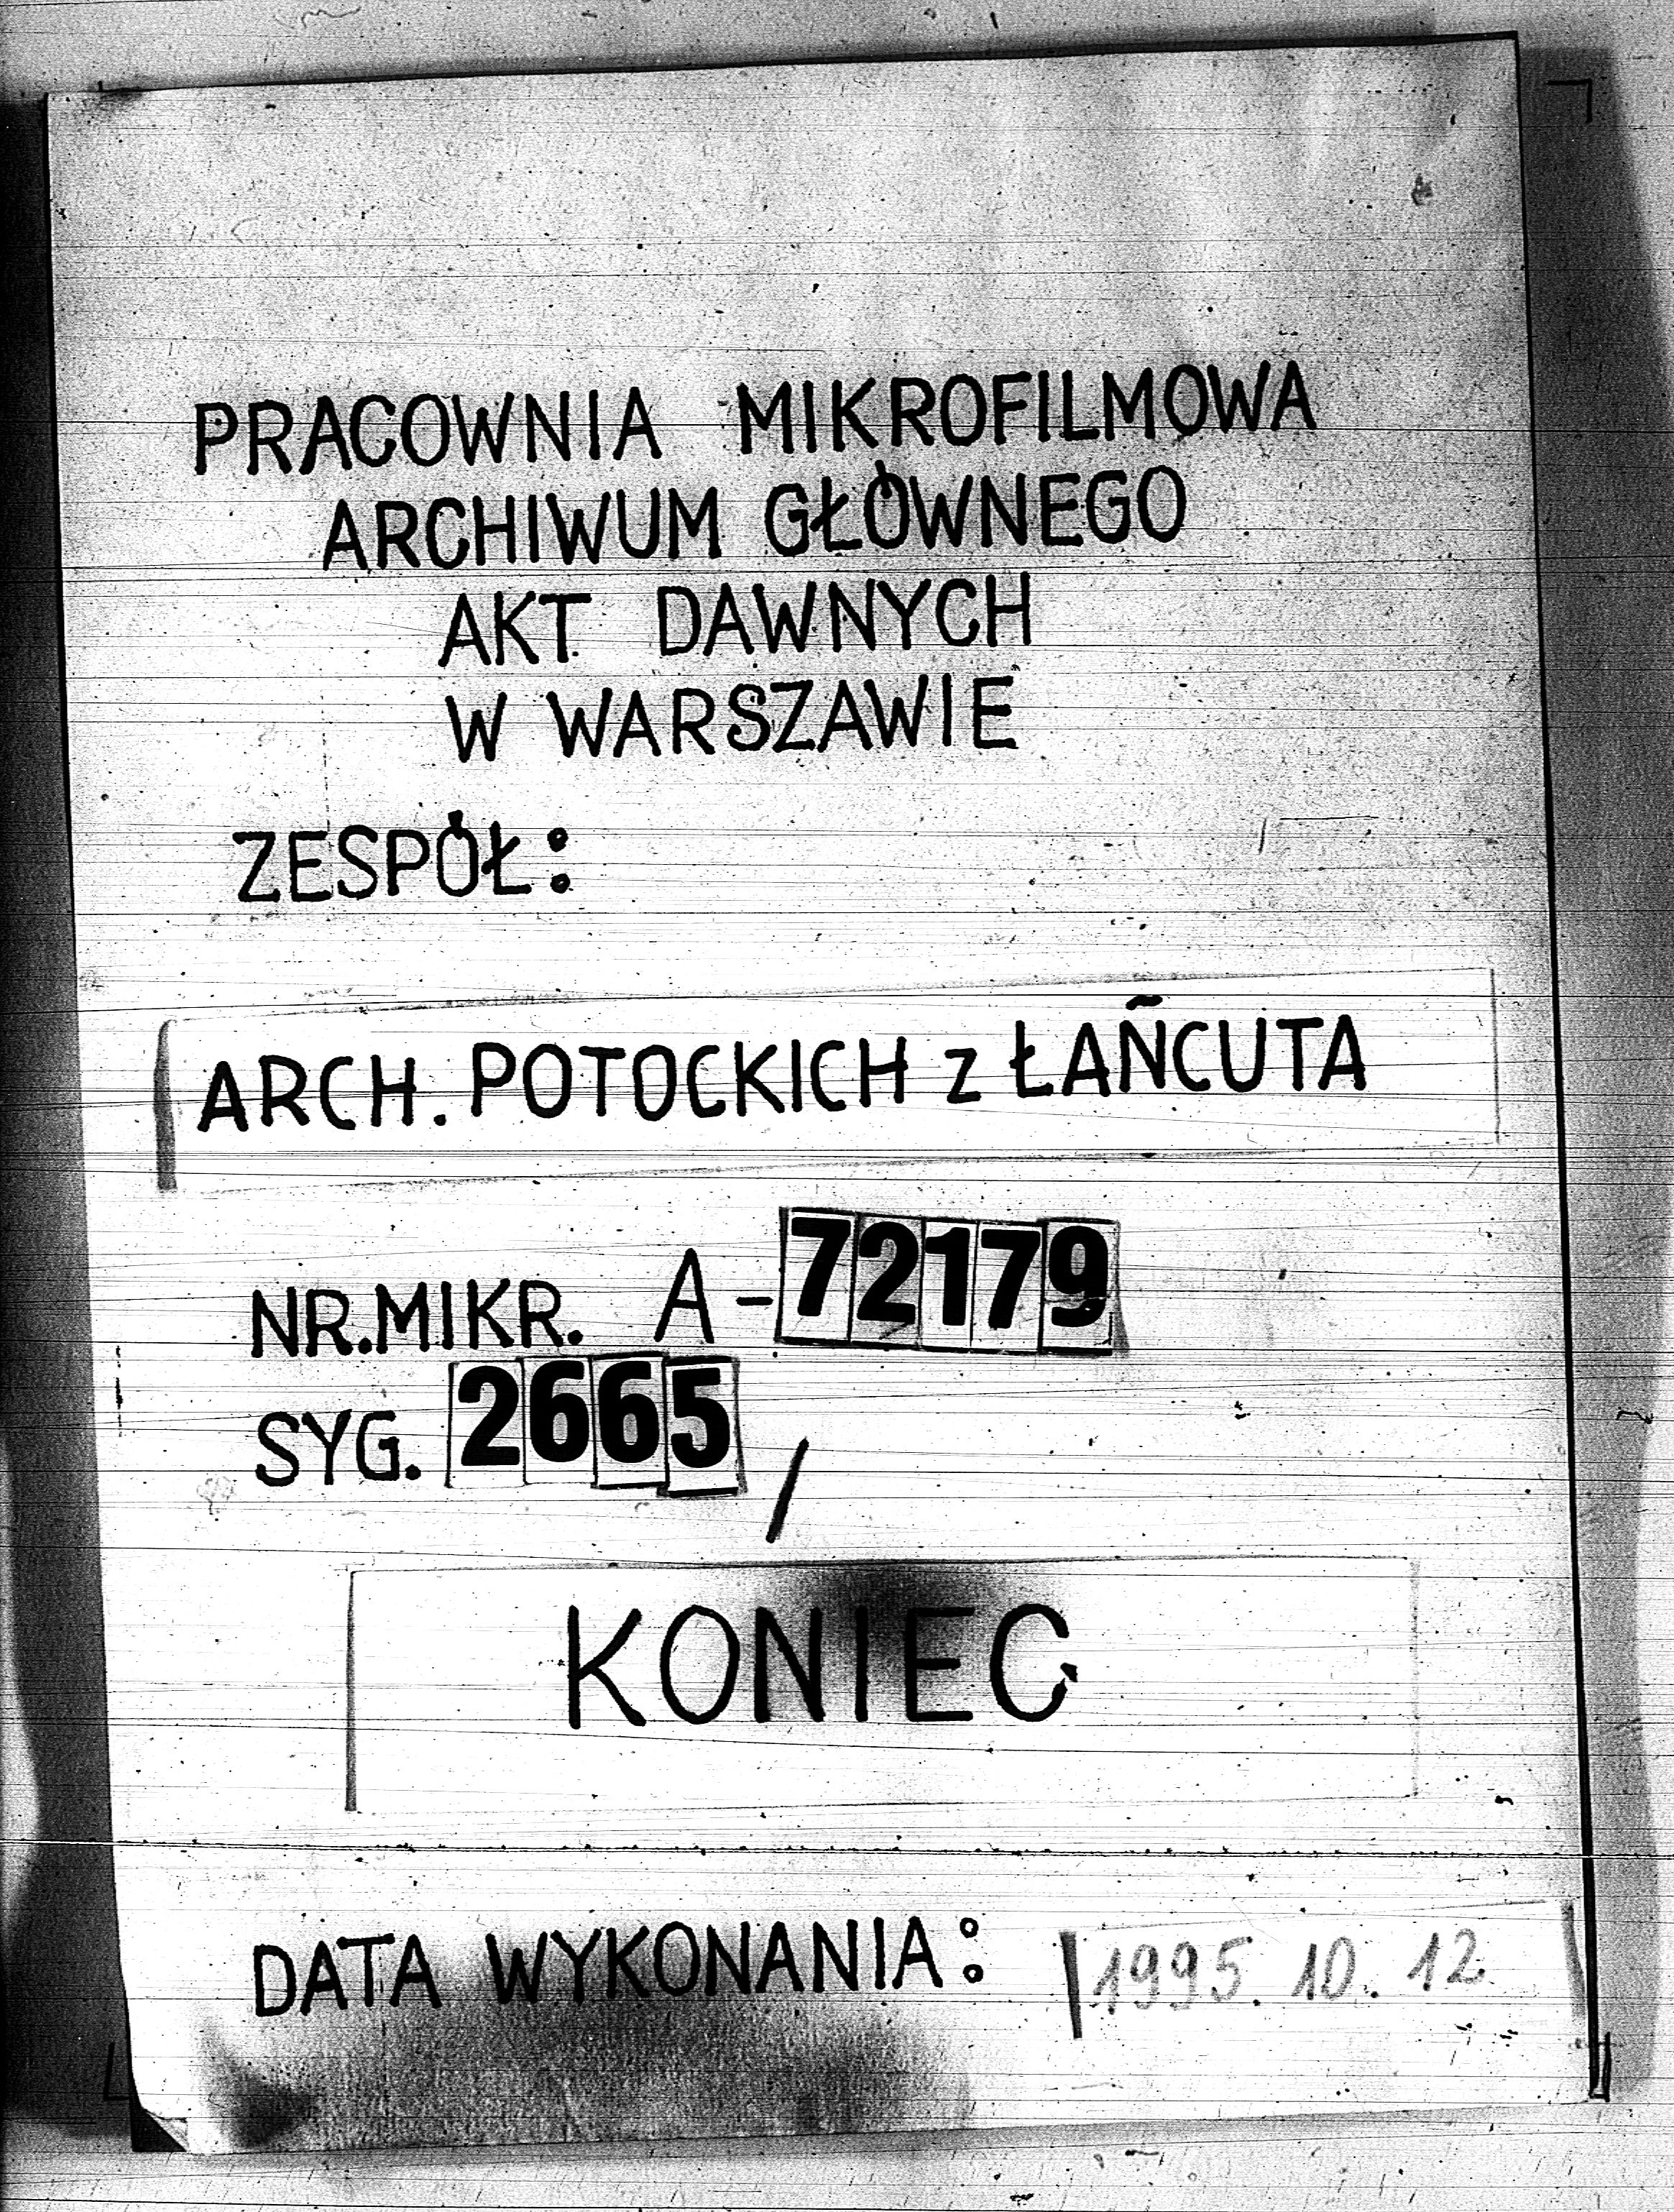 PRACOWNIA MIKROFILMOWA
ARCHIWUM GŁÓWNEGO
AKT DAWNYCH
W WARSZAWIE
ZESPÓŁ:
ARCH. POTOCKICH z ŁAŃCUTA
NR.MIKR. A-72179
SYG. 2665/
KONIEC
DATA WYKONANIA: 1995.10.12